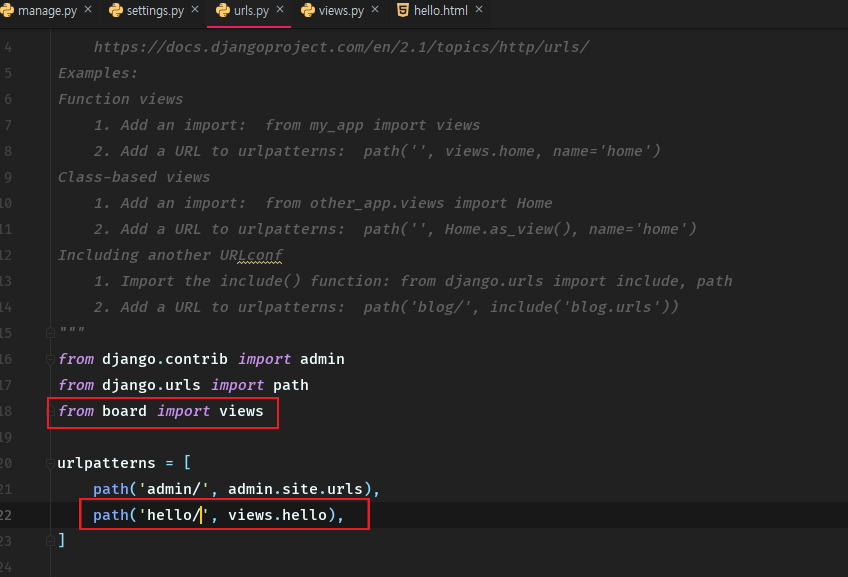 manage.py × settings.py × urls.py × views.py × hello.html ×
4 https://docs.djangoproject.com/en/2.1/topics/http/urls/
5 Examples:
6 Function views
7 1. Add an import:  from my_app import views
8 2. Add a URL to urlpatterns:  path('', views.home, name='home')
9 Class-based views
10 1. Add an import:  from other_app.views import Home
11 2. Add a URL to urlpatterns:  path('', Home.as_view(), name='home')
12 Including another URLconf
13 1. Import the include() function: from django.urls import include, path
14 2. Add a URL to urlpatterns:  path('blog/', include('blog.urls'))
15 """
16 from django.contrib import admin
17 from django.urls import path
18 from board import views
19
20 urlpatterns = [
21 path('admin/', admin.site.urls),
22 path('hello/', views.hello),
23 ]
24